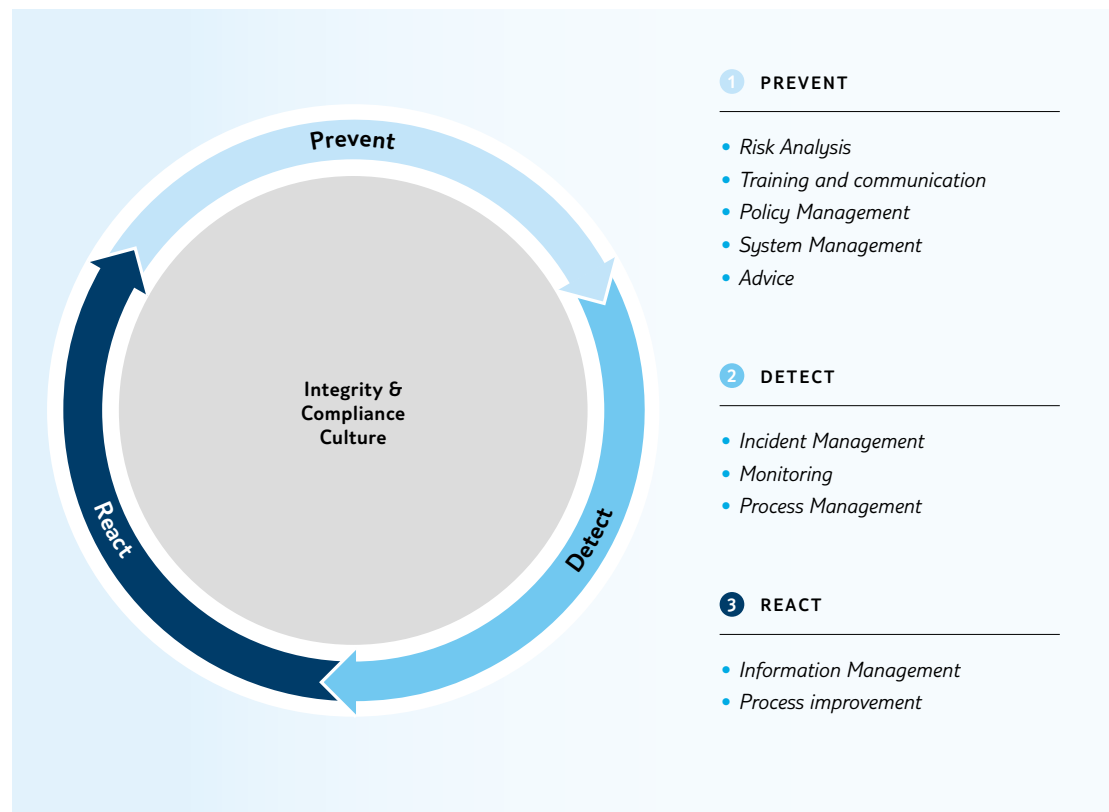 Prevent
Integrity &
Compliance
Culture
React
Detect
1 PREVENT
• Risk Analysis
• Training and communication
• Policy Management
• System Management
• Advice
2 DETECT
• Incident Management
• Monitoring
• Process Management
3 REACT
• Information Management
• Process improvement